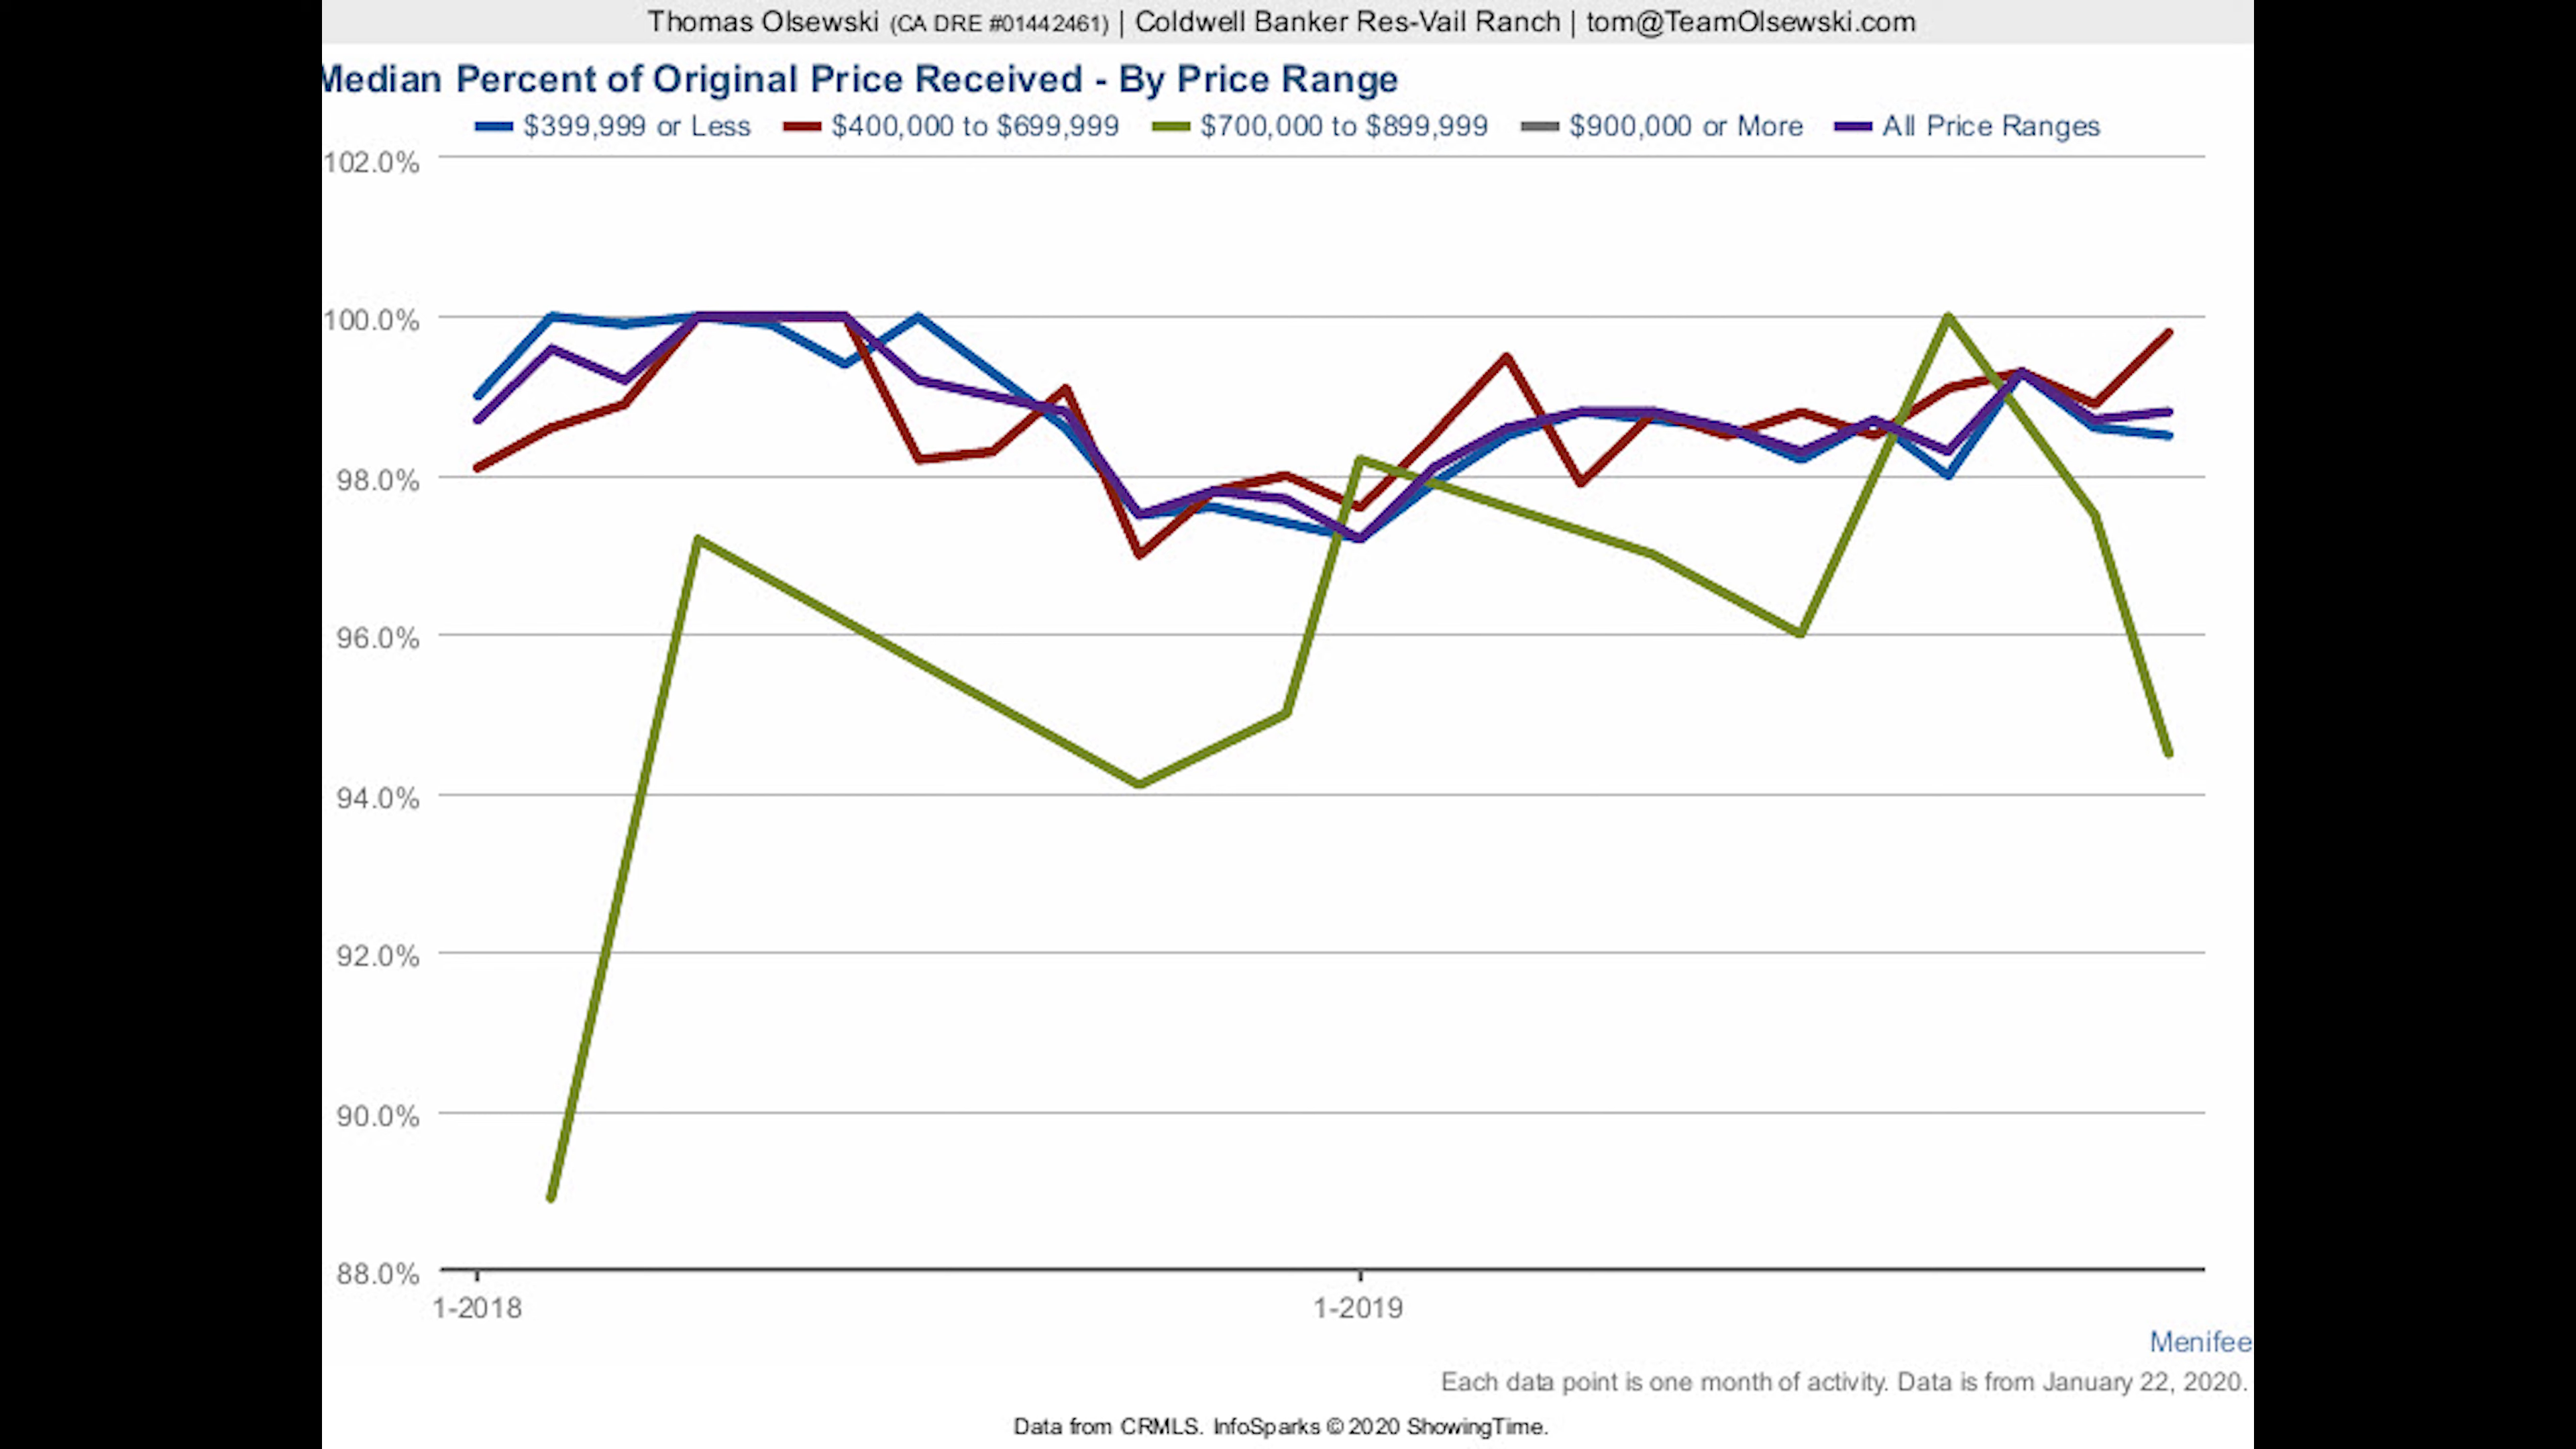 Thomas Olsewski (CA DRE #01442461) | Coldwell Banker Res-Vail Ranch | tom@TeamOlsewski.com
Median Percent of Original Price Received - By Price Range
$399,999 or Less $400,000 to $699,999 $700,000 to $899,999 $900,000 or More All Price Ranges
102.0%
100.0%
98.0%
96.0%
94.0%
92.0%
90.0%
88.0%
1-2018 1-2019
Menifee
Each data point is one month of activity. Data is from January 22, 2020.
Data from CRMLS. InfoSparks © 2020 ShowingTime.